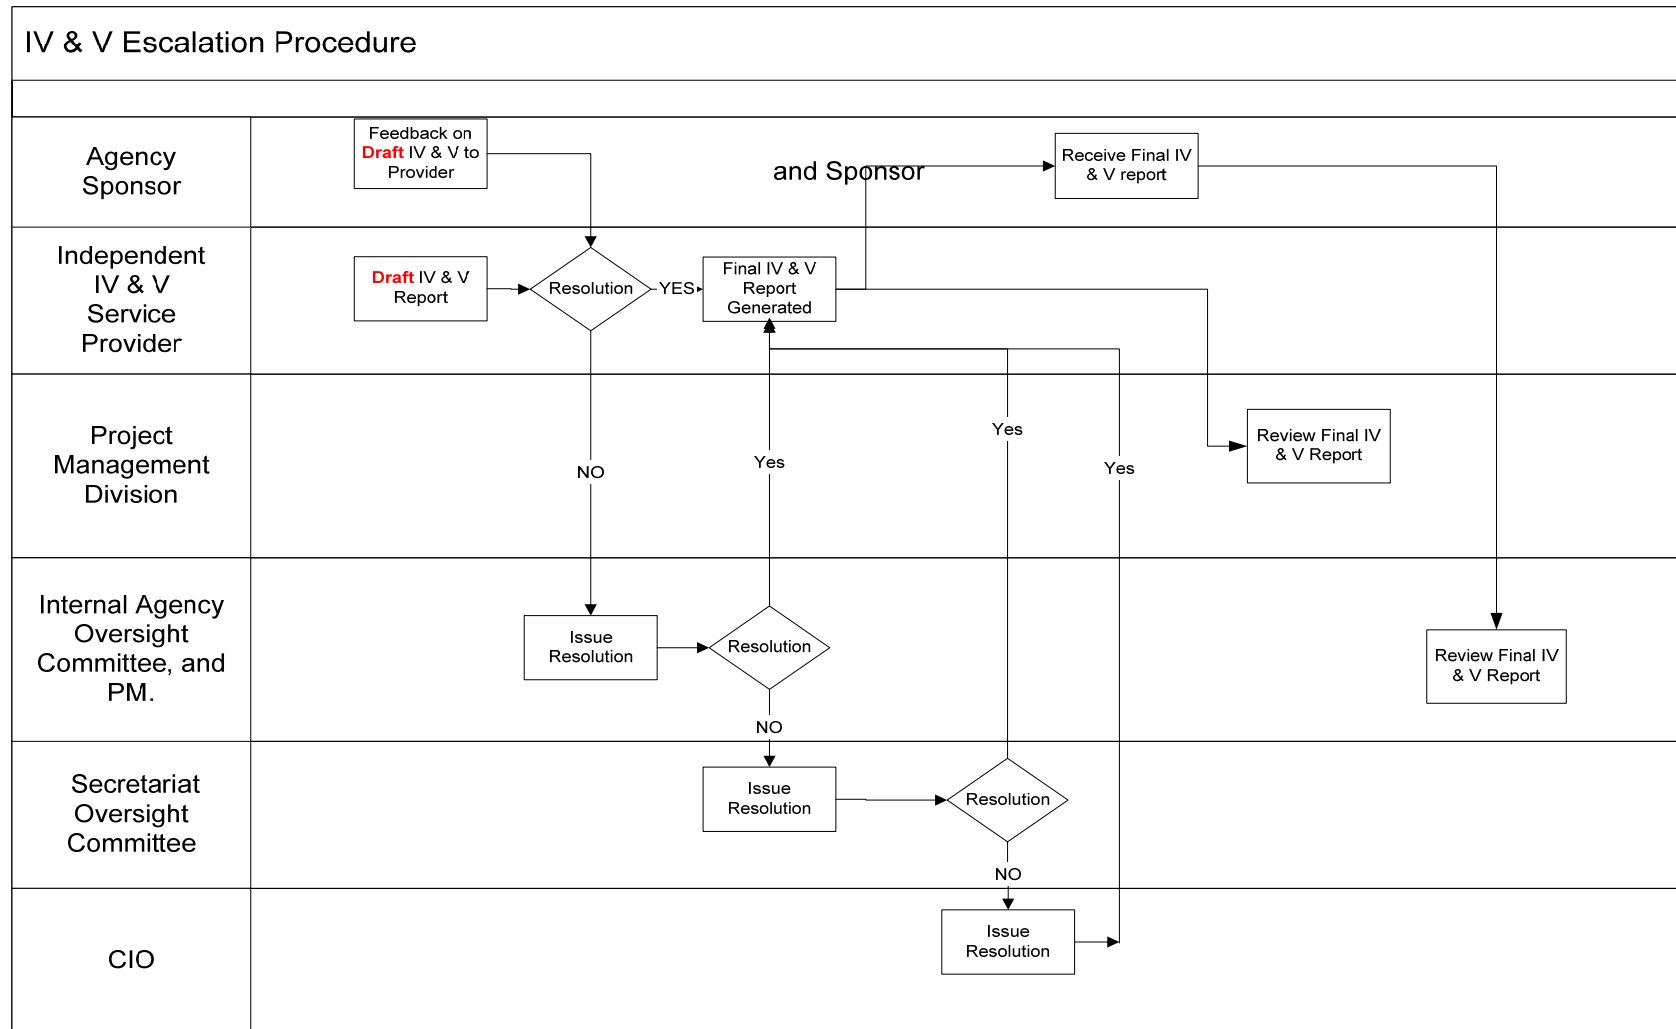 IV & V Escalation Procedure
Agency
Sponsor
Feedback on
Draft IV & V to
Provider
and Sponsor
Receive Final IV
& V report
Independent
IV & V
Service
Provider
Draft IV & V
Report
Resolution
YES
Final IV & V
Report
Generated
Project
Management
Division
NO
Yes
Yes
Yes
Review Final IV
& V Report
Internal Agency
Oversight
Committee, and
PM.
Issue
Resolution
Resolution
NO
Review Final IV
& V Report
Secretariat
Oversight
Committee
Issue
Resolution
Resolution
NO
CIO
Issue
Resolution